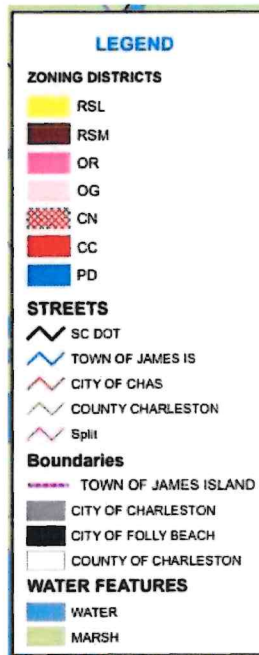 LEGEND
ZONING DISTRICTS
RSL
RSM
OR
OG
CN
CC
PD
STREETS
SC DOT
TOWN OF JAMES IS
CITY OF CHAS
COUNTY CHARLESTON
Split
Boundaries
TOWN OF JAMES ISLAND
CITY OF CHARLESTON
CITY OF FOLLY BEACH
COUNTY OF CHARLESTON
WATER FEATURES
WATER
MARSH